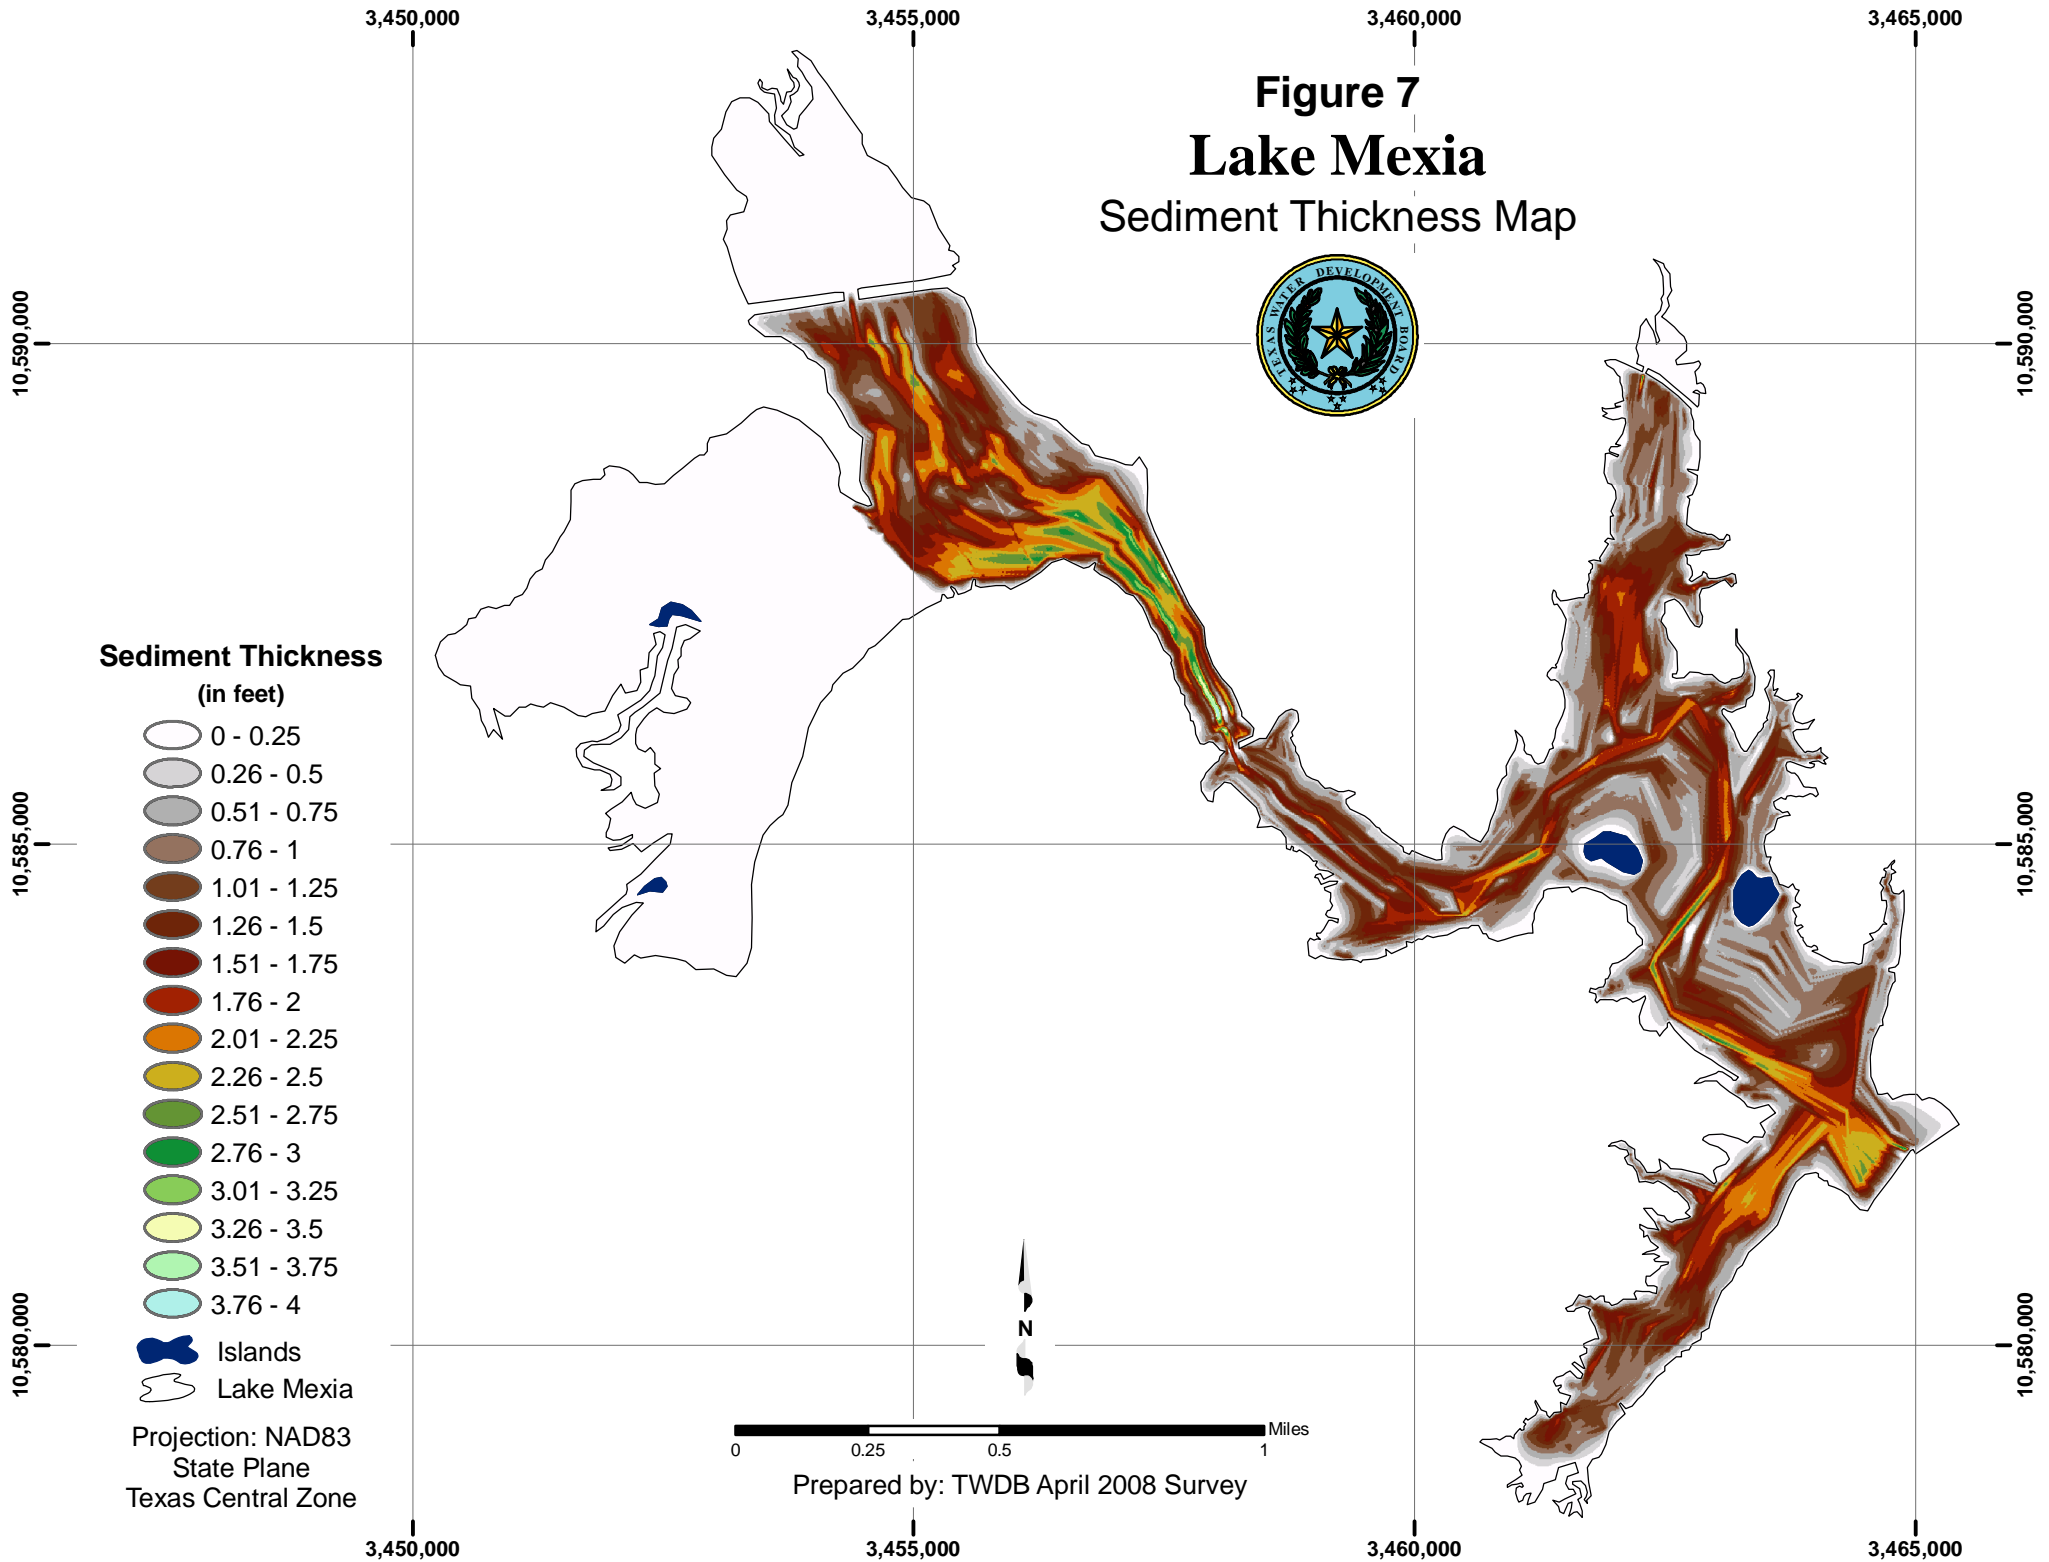 3,450,000
3,455,000
3,460,000
3,465,000
Figure 7
Lake Mexia
Sediment Thickness Map
TEXAS WATER DEVELOPMENT BOARD
10,590,000
10,590,000
10,585,000
10,585,000
10,580,000
10,580,000
Sediment Thickness
(in feet)
0 - 0.25
0.26 - 0.5
0.51 - 0.75
0.76 - 1
1.01 - 1.25
1.26 - 1.5
1.51 - 1.75
1.76 - 2
2.01 - 2.25
2.26 - 2.5
2.51 - 2.75
2.76 - 3
3.01 - 3.25
3.26 - 3.5
3.51 - 3.75
3.76 - 4
Islands
Lake Mexia
Projection: NAD83
State Plane
Texas Central Zone
N
Miles
0 0.25 0.5 1
Prepared by: TWDB April 2008 Survey
3,450,000
3,455,000
3,460,000
3,465,000